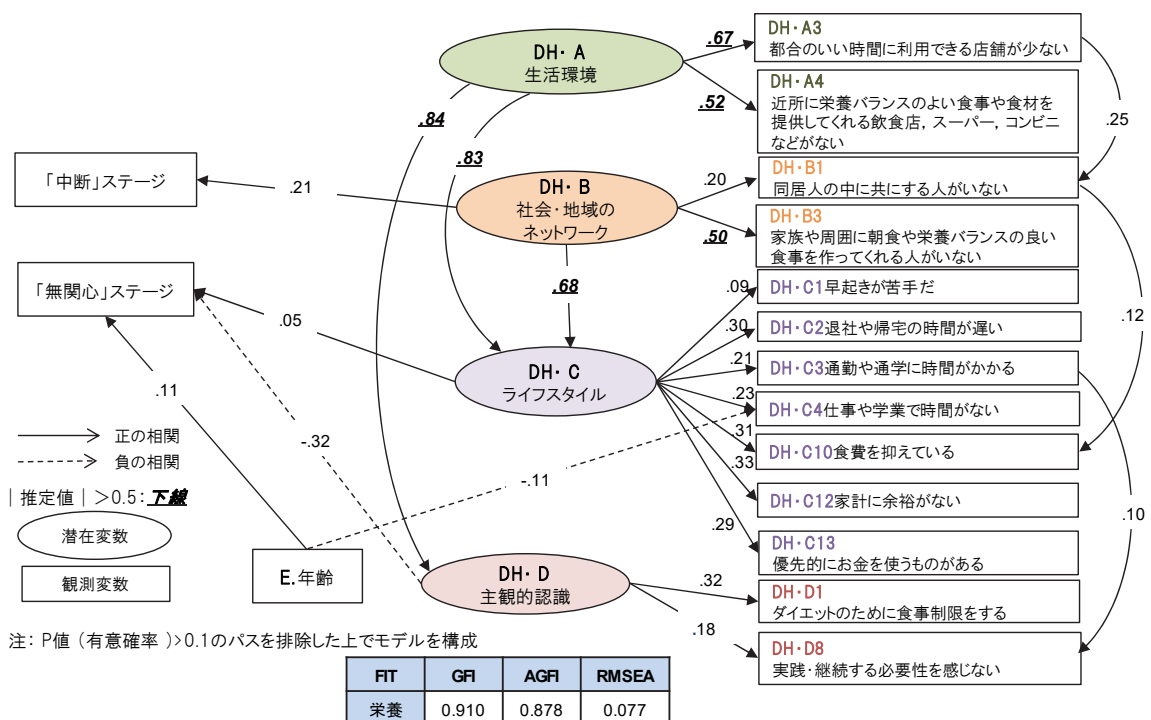 DH・A
生活環境
DH・B
社会・地域の
ネットワーク
DH・C
ライフスタイル
DH・D
主観的認識
「中断」ステージ
「無関心」ステージ
E.年齢
DH・A3
都合のいい時間に利用できる店舗が少ない
DH・A4
近所に栄養バランスのよい食事や食材を
提供してくれる飲食店，スーパー，コンビニ
などがない
DH・B1
同居人の中に共にする人がいない
DH・B3
家族や周囲に朝食や栄養バランスの良い
食事を作ってくれる人がいない
DH・C1早起きが苦手だ
DH・C2退社や帰宅の時間が遅い
DH・C3通勤や通学に時間がかかる
DH・C4仕事や学業で時間がない
DH・C10食費を抑えている
DH・C12家計に余裕がない
DH・C13
優先的にお金を使うものがある
DH・D1
ダイエットのために食事制限をする
DH・D8
実践・継続する必要性を感じない
.67
.52
.84
.83
.21
.20
.50
.68
.05
.11
-.32
-.11
.09
.30
.21
.23
.31
.33
.29
.32
.18
.25
.12
.10
正の相関
負の相関
｜推定値｜＞0.5：下線
潜在変数
観測変数
注： P値（有意確率 ）>0.1のパスを排除した上でモデルを構成
FIT GFI AGFI RMSEA
栄養 0.910 0.878 0.077